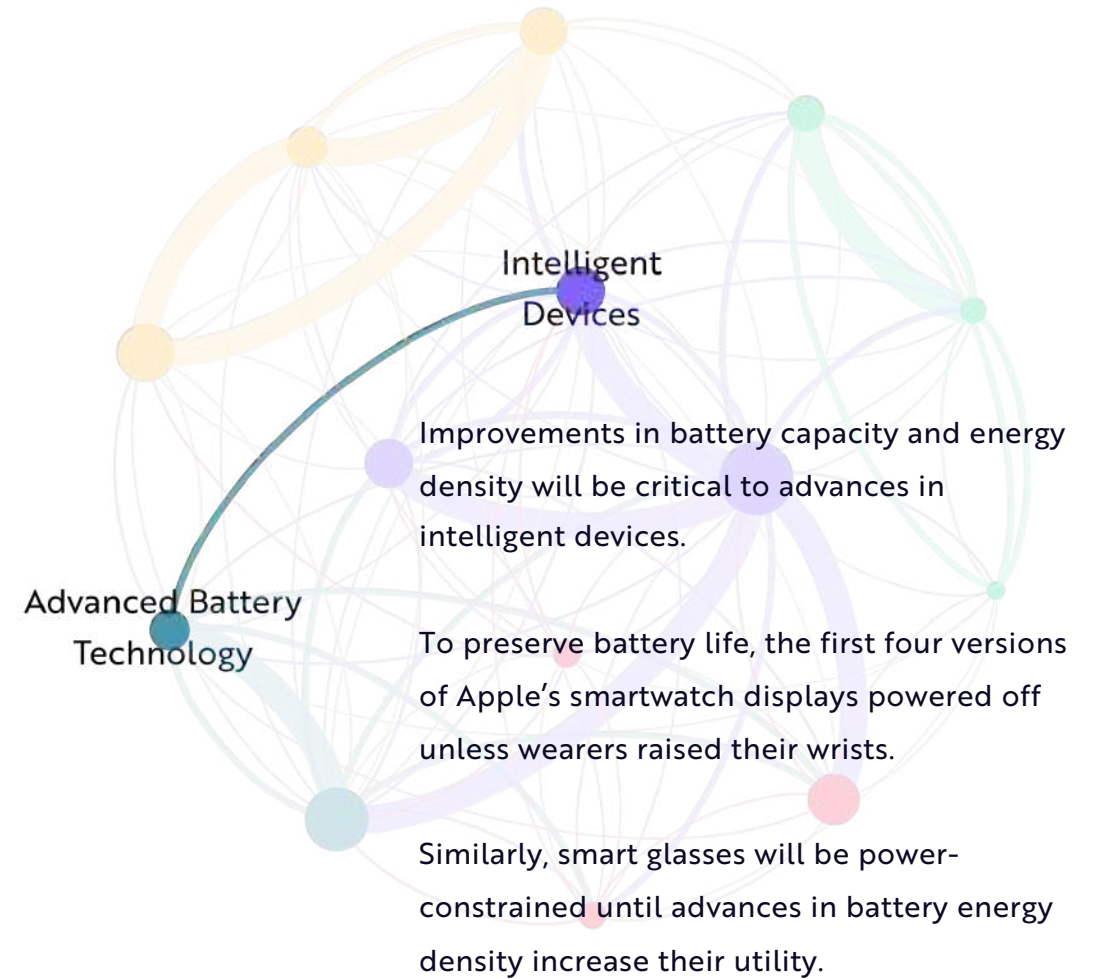 Intelligent
Devices
Improvements in battery capacity and energy
density will be critical to advances in
intelligent devices.
Advanced Battery
Technology
To preserve battery life, the first four versions
of Apple’s smartwatch displays powered off
unless wearers raised their wrists.
Similarly, smart glasses will be power-
constrained until advances in battery energy
density increase their utility.